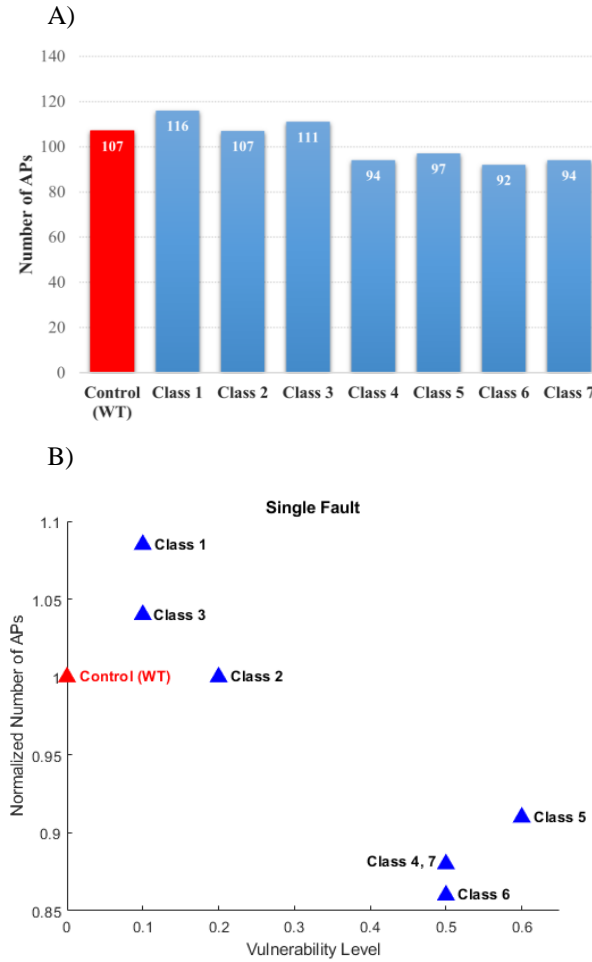 A)
140
120
100
80
60
40
20
0
Number of APs
107
116
107
111
94
97
92
94
Control (WT)
Class 1
Class 2
Class 3
Class 4
Class 5
Class 6
Class 7
B)
Single Fault
1.1
1.05
1
0.95
0.9
0.85
Normalized Number of APs
Class 1
Class 3
Control (WT)
Class 2
Class 5
Class 4, 7
Class 6
0
0.1
0.2
0.3
0.4
0.5
0.6
Vulnerability Level